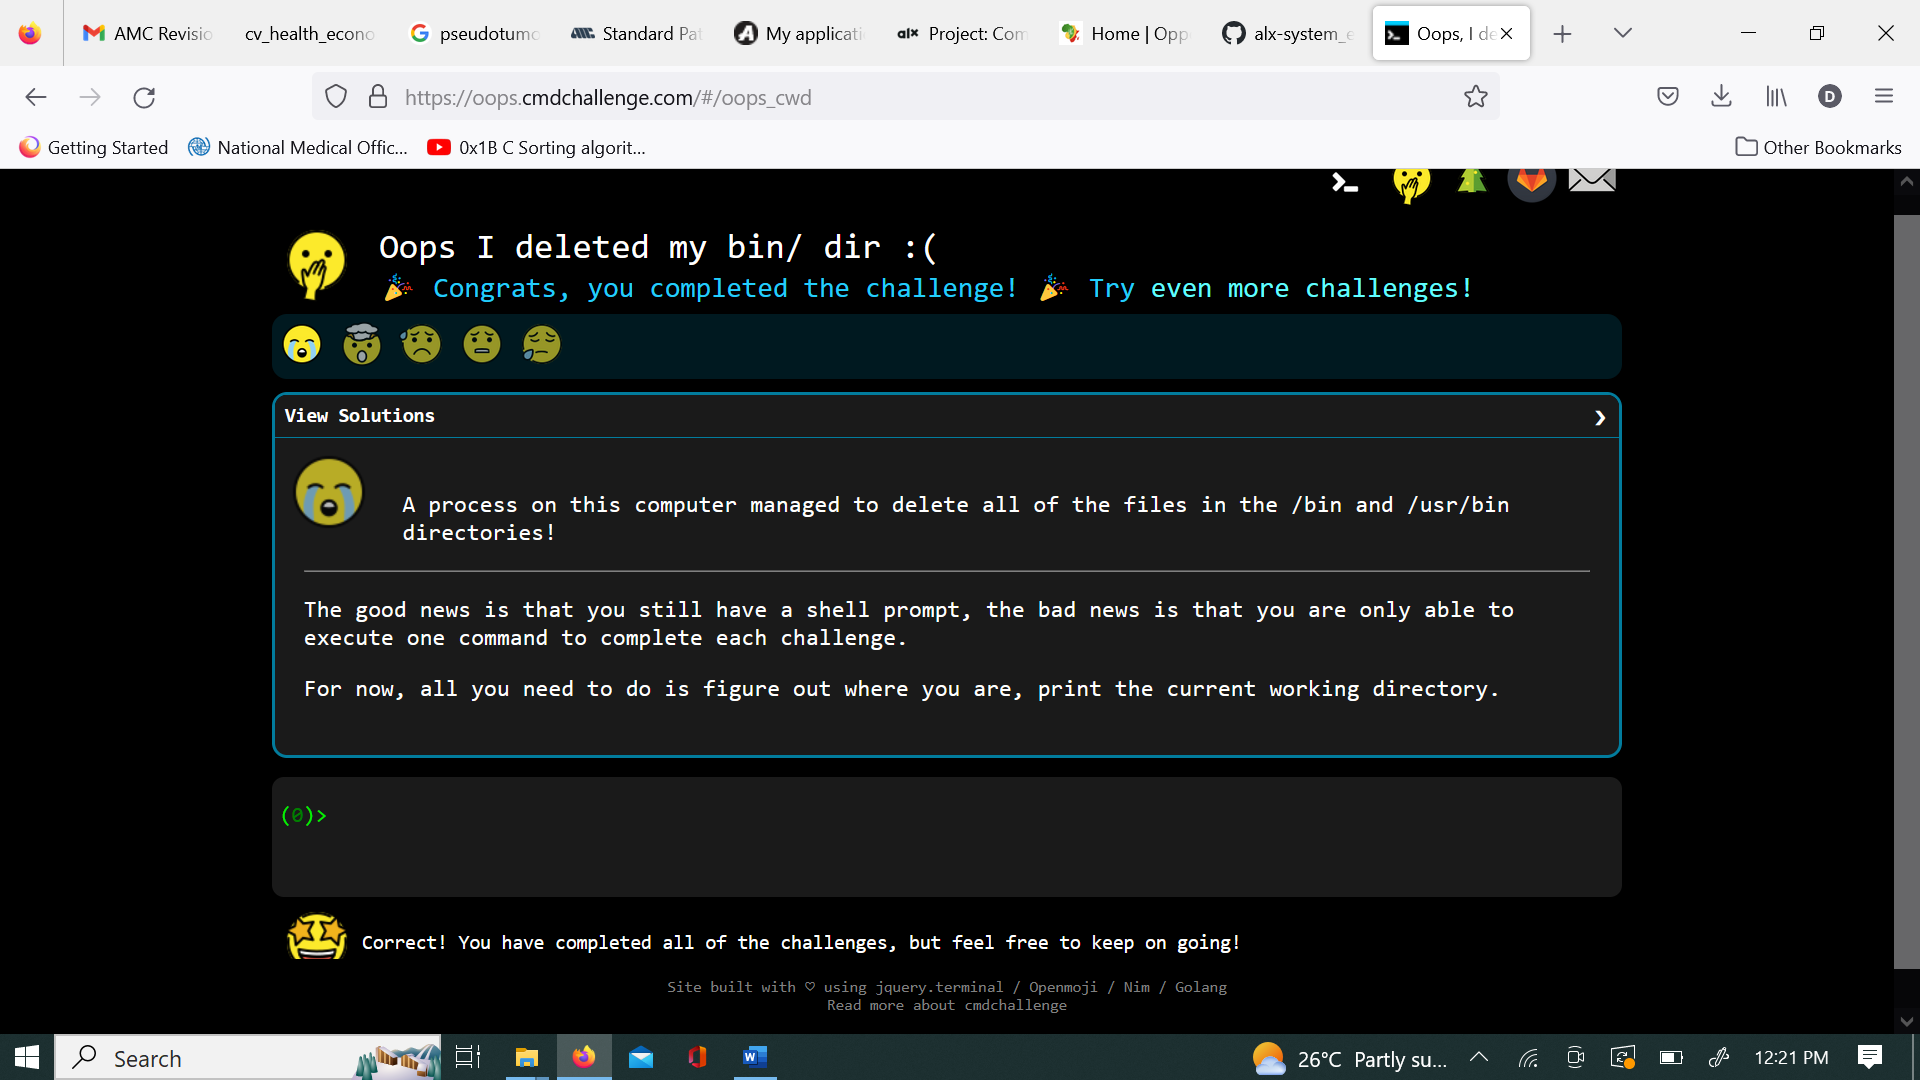 AMC Revisio
cv_health_econo
pseudotumo
Standard Pat
My applicati
alx Project: Com
Home | Opp
alx-system_e
Oops, I de
https://oops.cmdchallenge.com/#/oops_cwd
D
Getting Started
National Medical Offic...
0x1B C Sorting algorit...
Other Bookmarks
Oops I deleted my bin/ dir :(
Congrats, you completed the challenge! Try even more challenges!
View Solutions
A process on this computer managed to delete all of the files in the /bin and /usr/bin
directories!
The good news is that you still have a shell prompt, the bad news is that you are only able to
execute one command to complete each challenge.
For now, all you need to do is figure out where you are, print the current working directory.
(0)>
Correct! You have completed all of the challenges, but feel free to keep on going!
Site built with ♡ using jquery.terminal / Openmoji / Nim / Golang
Read more about cmdchallenge
Search
26°C Partly su...
12:21 PM